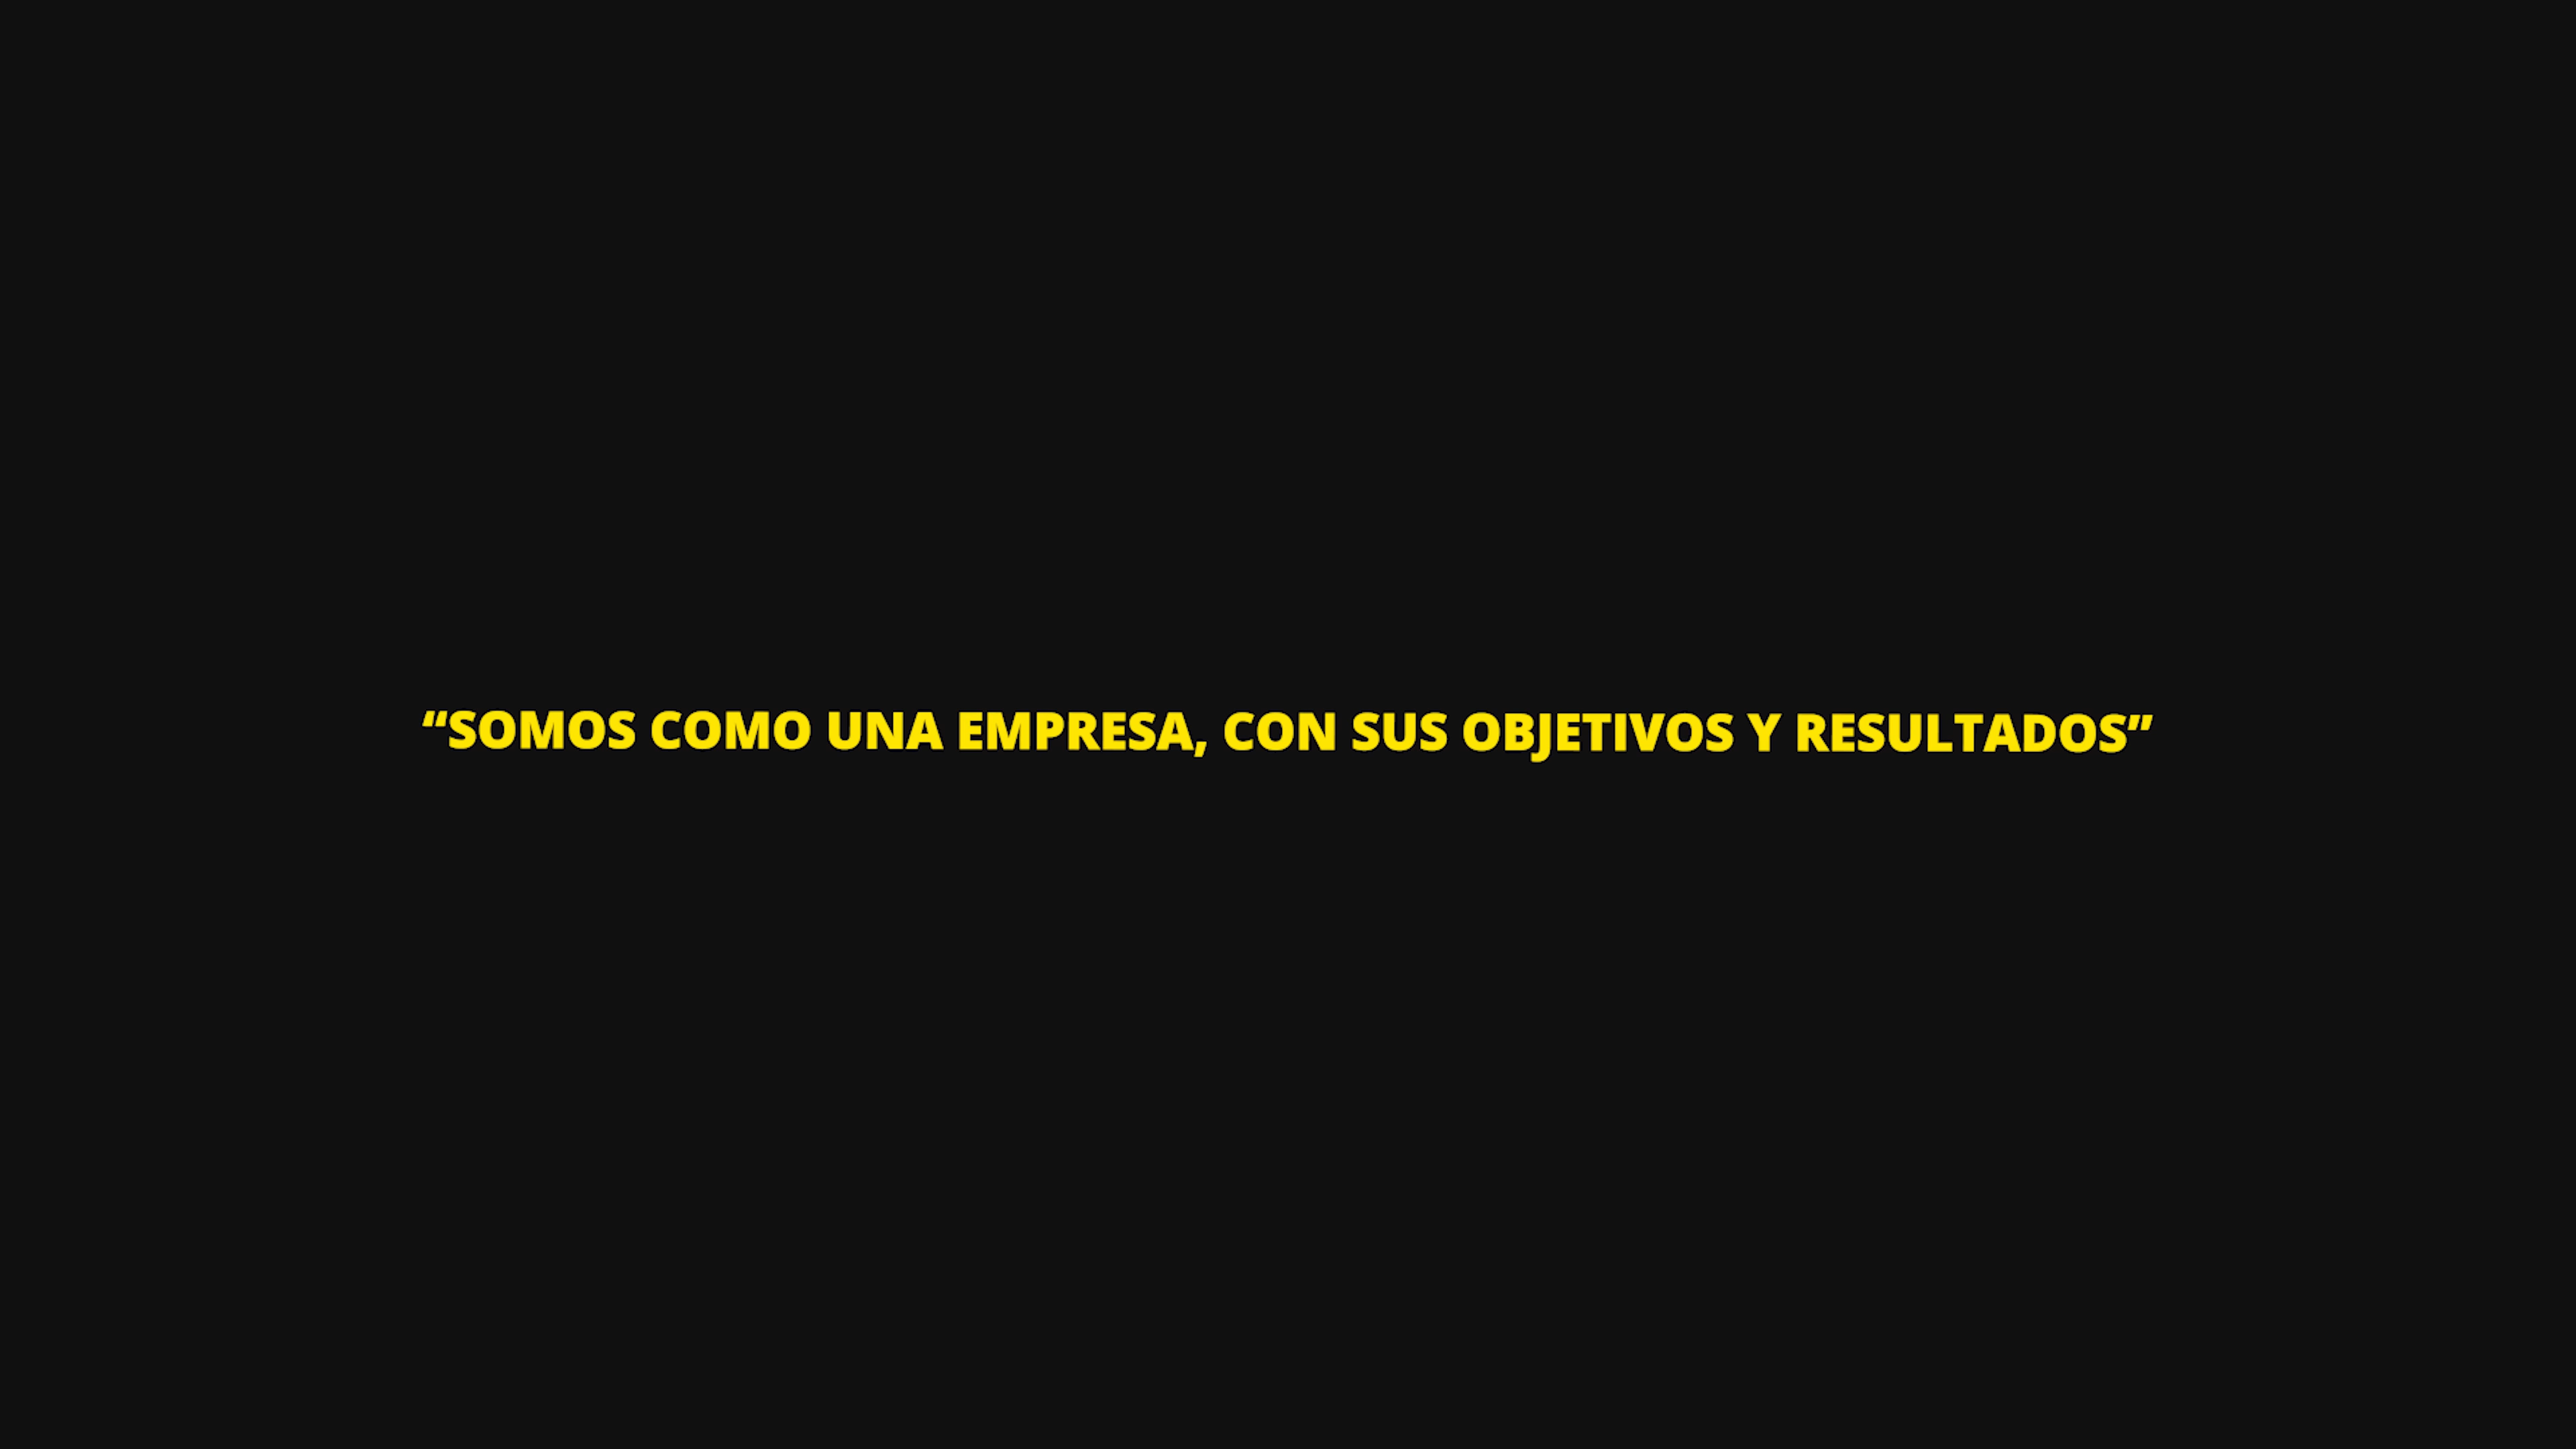 “SOMOS COMO UNA EMPRESA, CON SUS OBJETIVOS Y RESULTADOS”